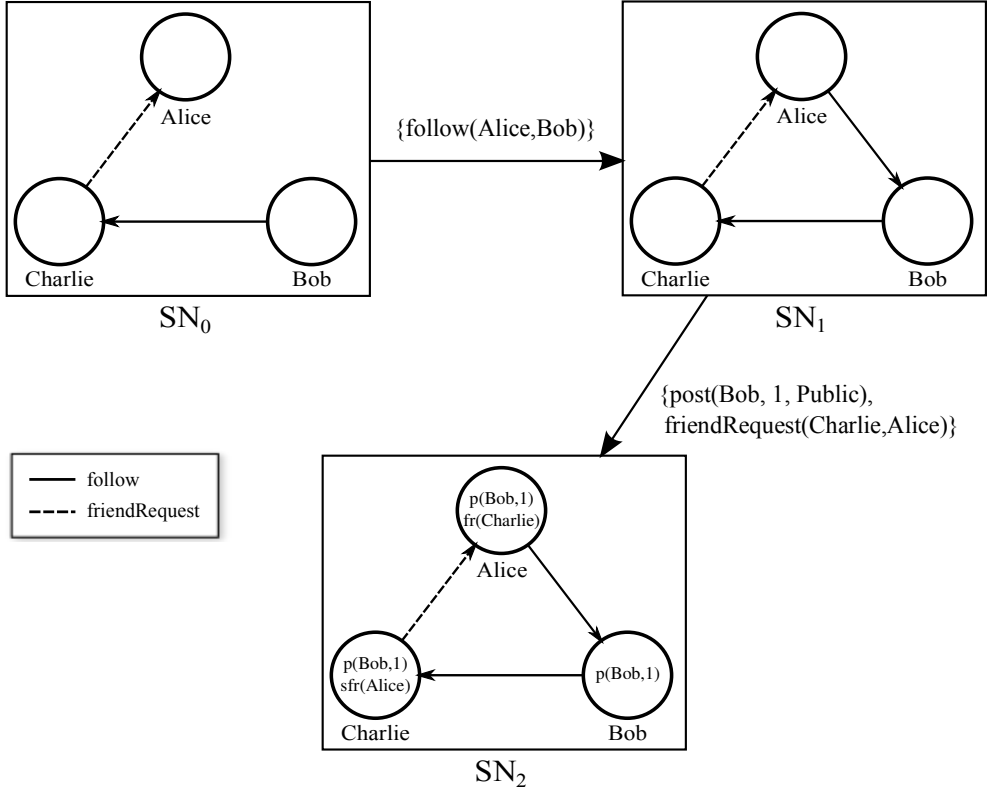 Alice
Charlie
Bob
SN₀
{follow(Alice,Bob)}
Alice
Charlie
Bob
SN₁
{post(Bob, 1, Public),
friendRequest(Charlie,Alice)}
follow
friendRequest
p(Bob,1)
fr(Charlie)
Alice
p(Bob,1)
sfr(Alice)
Charlie
p(Bob,1)
Bob
SN₂